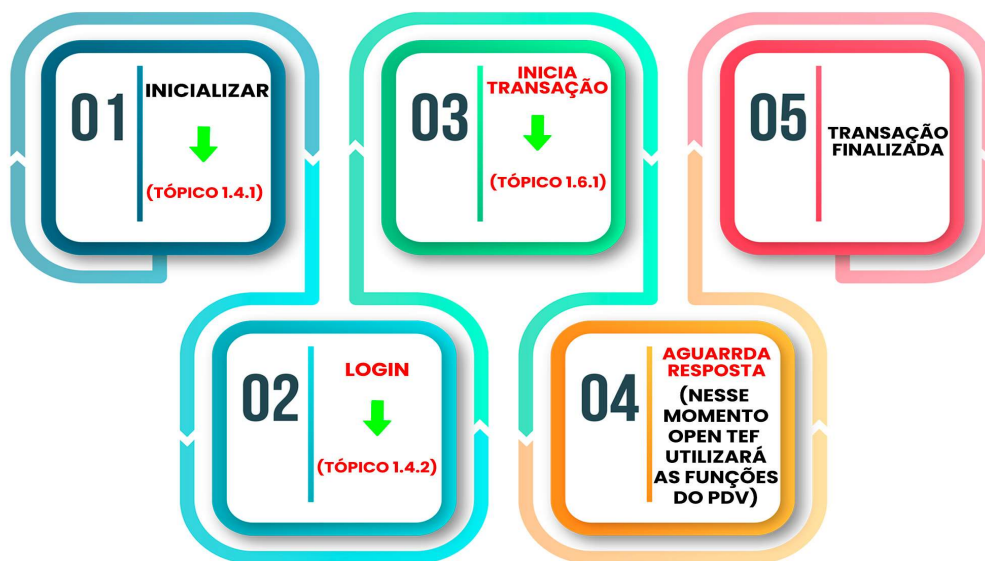 01
INICIALIZAR
(TÓPICO 1.4.1)
02
LOGIN
(TÓPICO 1.4.2)
03
INICIA
TRANSAÇÃO
(TÓPICO 1.6.1)
04
AGUARRDA
RESPOSTA
(NESSE
MOMENTO
OPEN TEF
UTILIZARÁ
AS FUNÇÕES
DO PDV)
05
TRANSAÇÃO
FINALIZADA